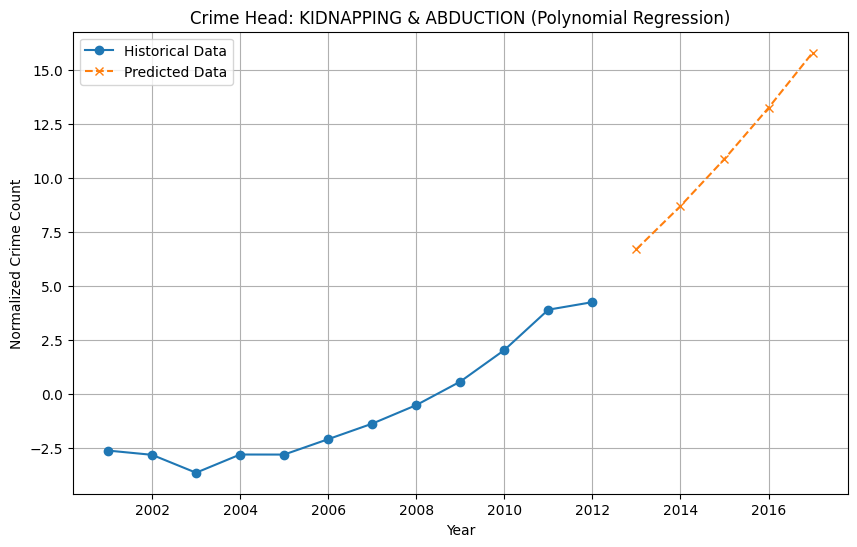 Crime Head: KIDNAPPING & ABDUCTION (Polynomial Regression)
Historical Data
Predicted Data
15.0
12.5
10.0
7.5
5.0
2.5
0.0
−2.5
Normalized Crime Count
2002 2004 2006 2008 2010 2012 2014 2016
Year